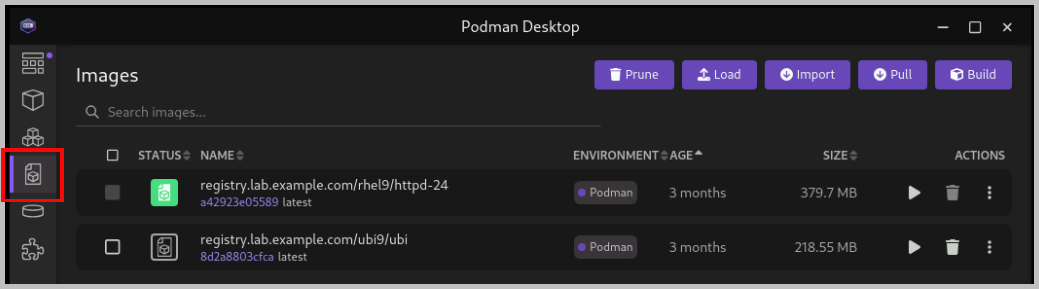 Podman Desktop
Images
Prune
Load
Import
Pull
Build
Search images...
STATUS NAME ENVIRONMENT AGE SIZE ACTIONS
registry.lab.example.com/rhel9/httpd-24
a42923e05589 latest
Podman 3 months 379.7 MB
registry.lab.example.com/ubi9/ubi
8d2a8803cfca latest
Podman 3 months 218.55 MB